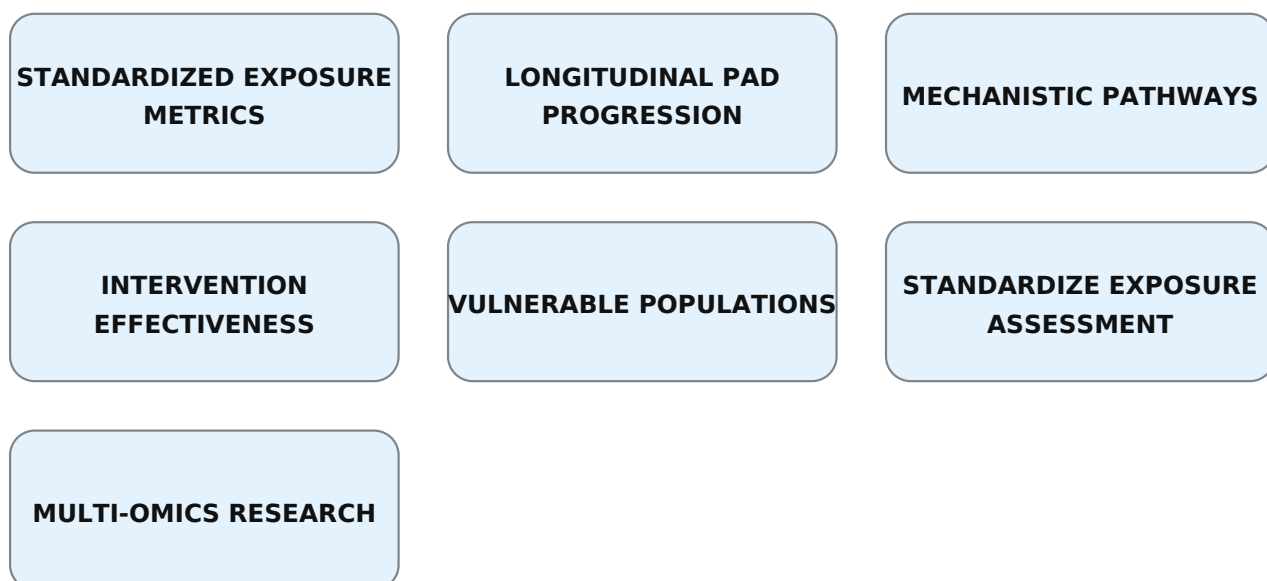 STANDARDIZED EXPOSURE
METRICS
LONGITUDINAL PAD
PROGRESSION
MECHANISTIC PATHWAYS
INTERVENTION
EFFECTIVENESS
VULNERABLE POPULATIONS
STANDARDIZE EXPOSURE
ASSESSMENT
MULTI-OMICS RESEARCH